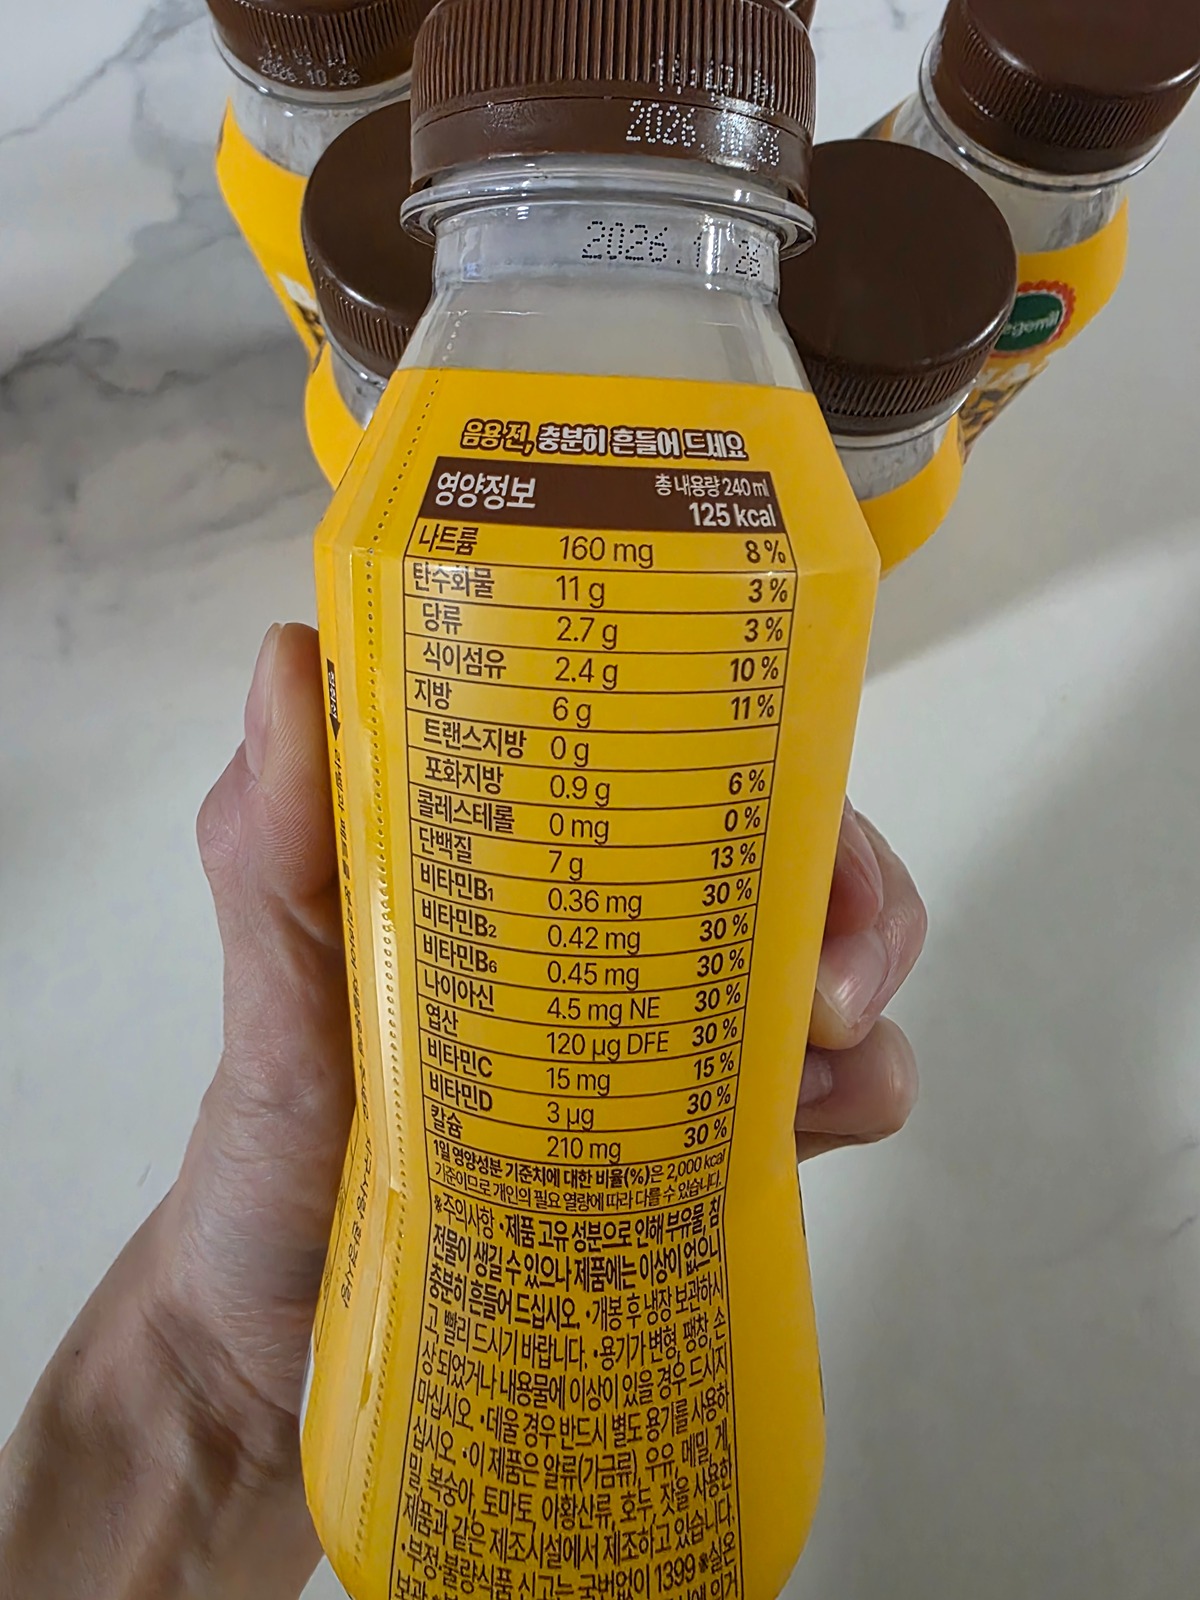 2026.10.26
2026
2026.1 .26
egemil
음용 전, 충분히 흔들어 드세요
영양정보 총 내용량 240 ml
125 kcal
나트륨 160 mg 8 %
탄수화물 11 g 3 %
당류 2.7 g 3 %
식이섬유 2.4 g 10 %
지방 6 g 11 %
트랜스지방 0 g
포화지방 0.9 g 6 %
콜레스테롤 0 mg 0 %
단백질 7 g 13 %
비타민B1 0.36 mg 30 %
비타민B2 0.42 mg 30 %
비타민B6 0.45 mg 30 %
나이아신 4.5 mg NE 30 %
엽산 120 μg DFE 30 %
비타민C 15 mg 15 %
비타민D 3 μg 30 %
칼슘 210 mg 30 %
1일 영양성분 기준치에 대한 비율(%)은 2,000 kcal
기준이므로 개인의 필요 열량에 따라 다를 수 있습니다.
※주의사항 •제품 고유 성분으로 인해 부유물, 침
전물이 생길 수 있으나 제품에는 이상이 없으니
충분히 흔들어 드십시오. •개봉 후 냉장 보관하시
고, 빨리 드시기 바랍니다. •용기가 변형, 팽창, 손
상 되었거나 내용물에 이상이 있을 경우 드시지
마십시오. •데울 경우 반드시 별도 용기를 사용하
십시오. •이 제품은 알류(가금류), 우유, 메밀, 게,
밀, 복숭아, 토마토, 아황산류, 호두, 잣을 사용한
제품과 같은 제조시설에서 제조하고 있습니다.
•부정·불량식품 신고는 국번없이 1399 ※실온
보관